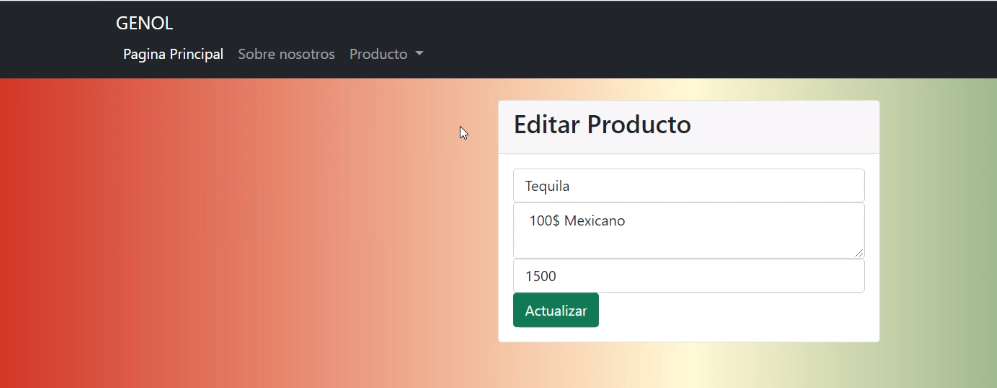 GENOL
Pagina Principal Sobre nosotros Producto
Editar Producto
Tequila
100$ Mexicano
1500
Actualizar